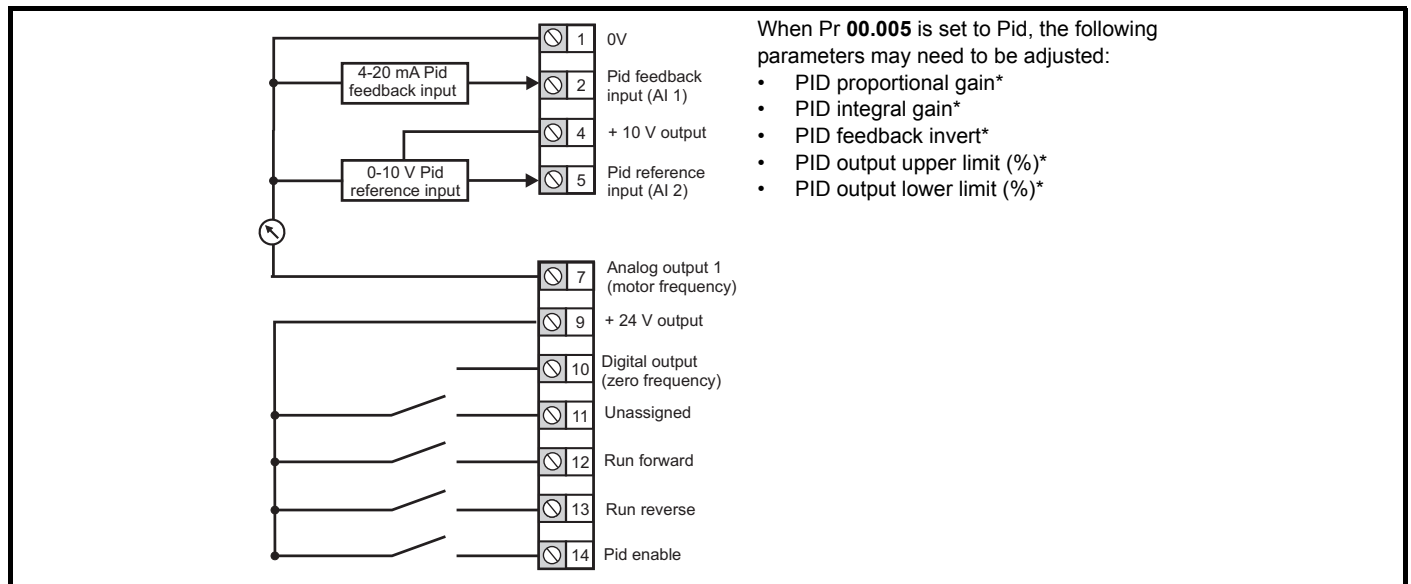 1 0V
4-20 mA Pid
feedback input
2 Pid feedback
input (AI 1)
4 + 10 V output
0-10 V Pid
reference input
5 Pid reference
input (AI 2)
7 Analog output 1
(motor frequency)
9 + 24 V output
10 Digital output
(zero frequency)
11 Unassigned
12 Run forward
13 Run reverse
14 Pid enable
When Pr 00.005 is set to Pid, the following
parameters may need to be adjusted:
• PID proportional gain*
• PID integral gain*
• PID feedback invert*
• PID output upper limit (%)*
• PID output lower limit (%)*